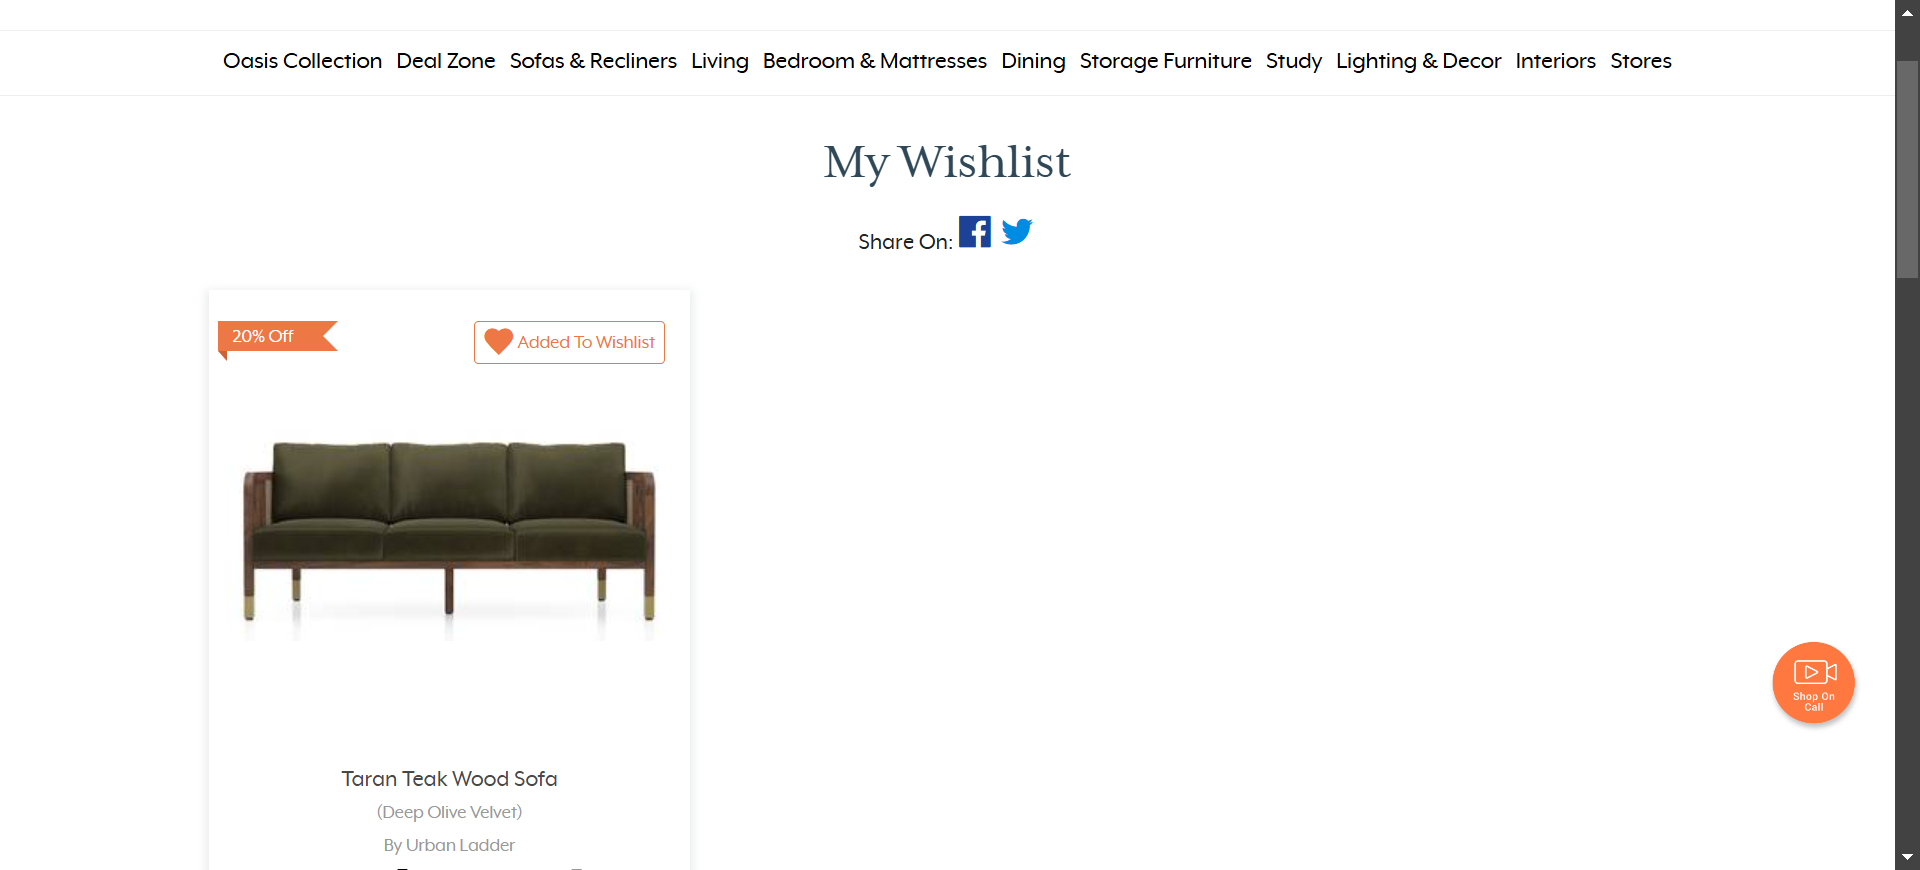 Oasis Collection Deal Zone Sofas & Recliners Living Bedroom & Mattresses Dining Storage Furniture Study Lighting & Decor Interiors Stores
My Wishlist
Share On:
20% Off
Added To Wishlist
Taran Teak Wood Sofa
(Deep Olive Velvet)
By Urban Ladder
Shop On
Call